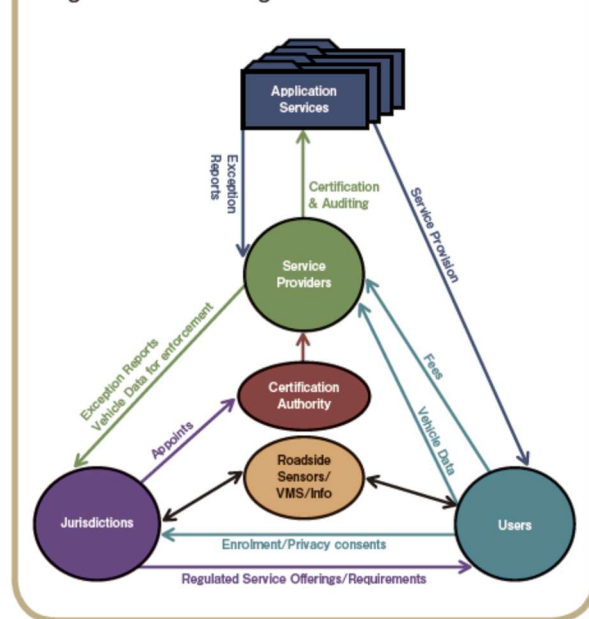 Application
Services
Exception
Reports
Certification
& Auditing
Service Provision
Service
Providers
Exception Reports
Vehicle Data for enforcement
Fees
Certification
Authority
Appoints
Vehicle Data
Roadside
Sensors/
VMS/Info
Jurisdictions
Users
Enrolment/Privacy consents
Regulated Service Offerings/Requirements